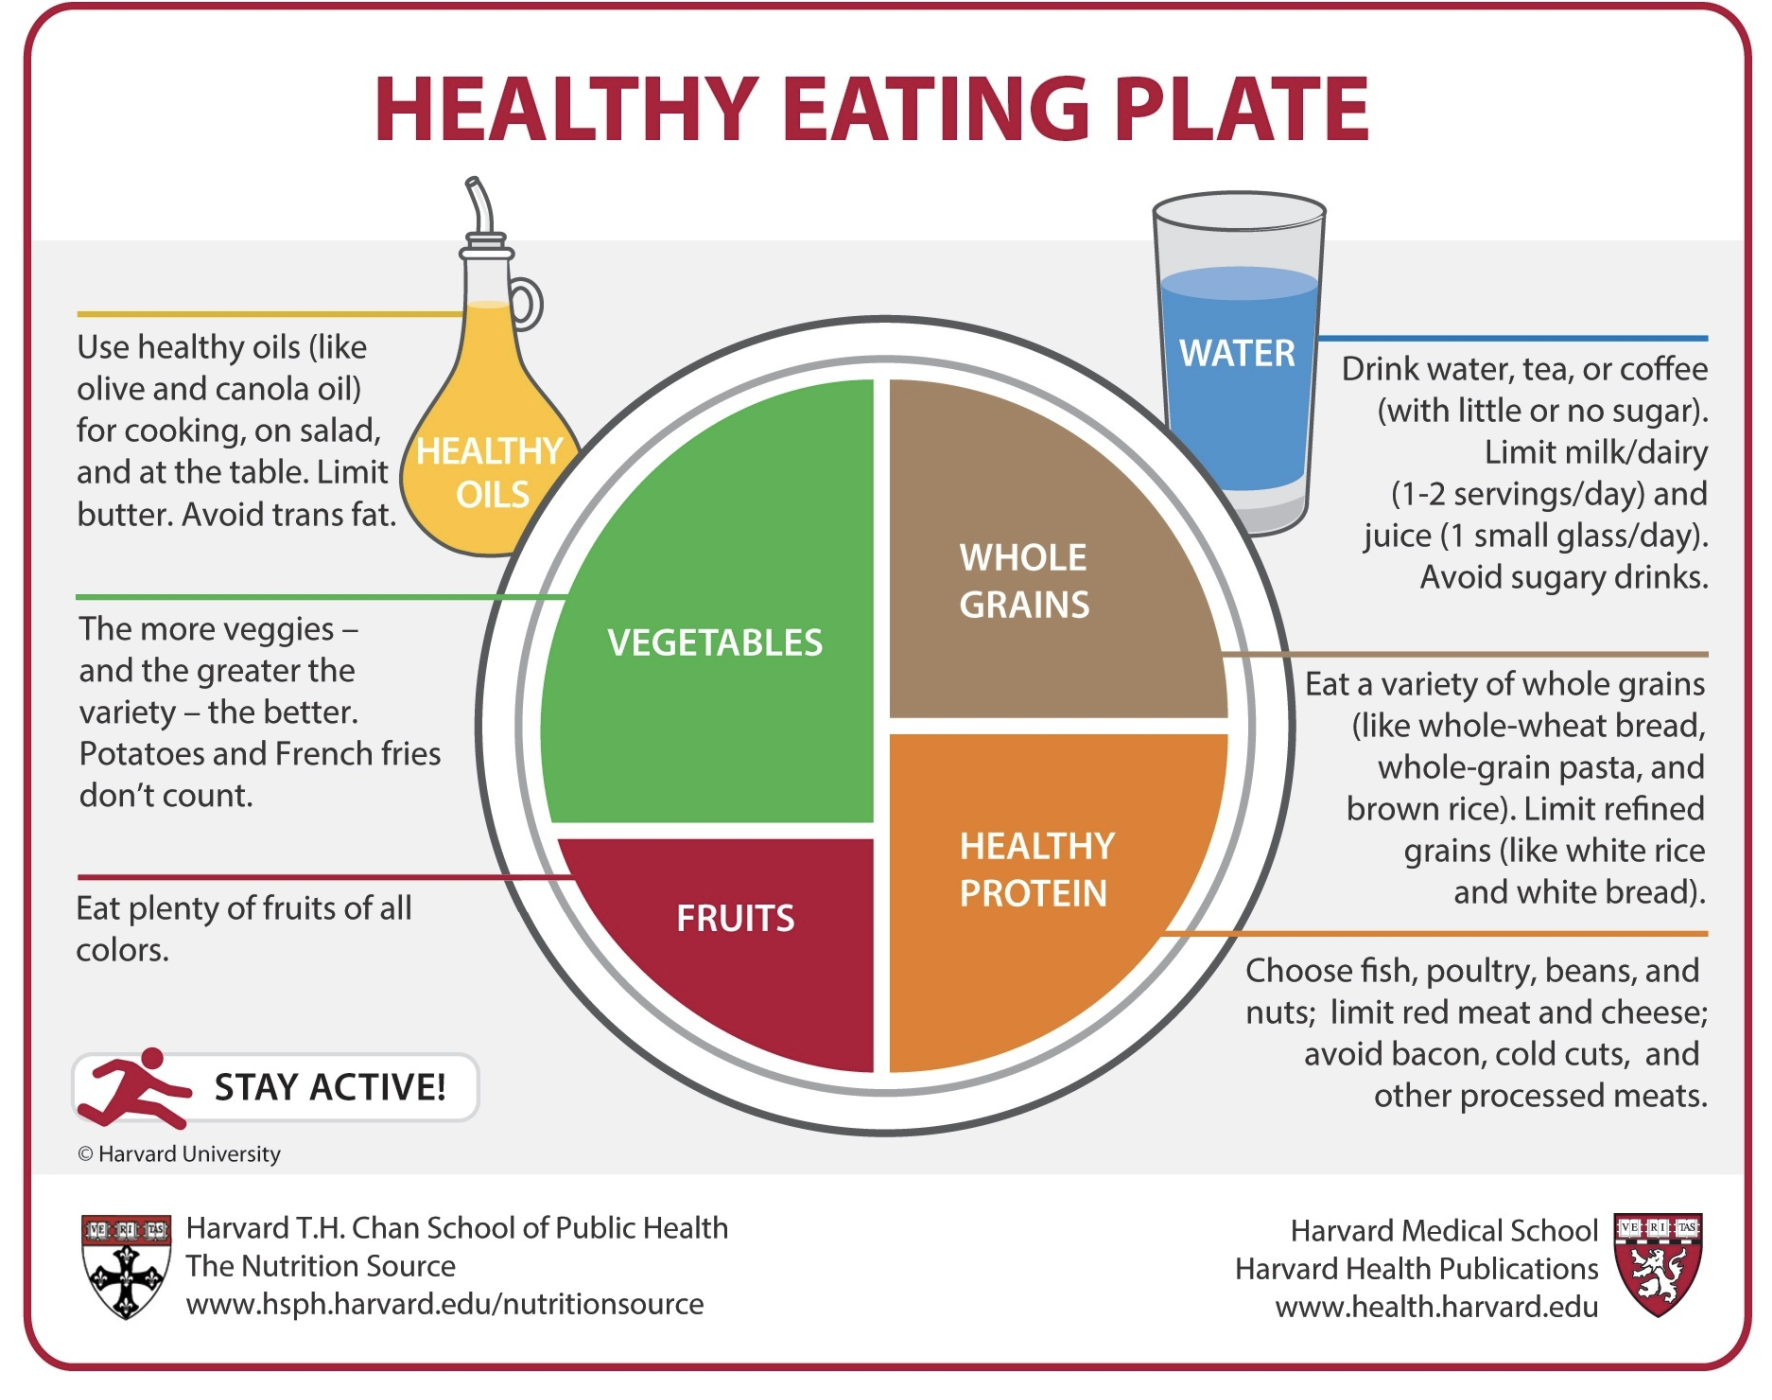 HEALTHY EATING PLATE
Use healthy oils (like
olive and canola oil)
for cooking, on salad,
and at the table. Limit
butter. Avoid trans fat.
HEALTHY
OILS
The more veggies –
and the greater the
variety – the better.
Potatoes and French fries
don't count.
Eat plenty of fruits of all
colors.
VEGETABLES
FRUITS
WHOLE
GRAINS
HEALTHY
PROTEIN
WATER
Drink water, tea, or coffee
(with little or no sugar).
Limit milk/dairy
(1-2 servings/day) and
juice (1 small glass/day).
Avoid sugary drinks.
Eat a variety of whole grains
(like whole-wheat bread,
whole-grain pasta, and
brown rice). Limit refined
grains (like white rice
and white bread).
Choose fish, poultry, beans, and
nuts; limit red meat and cheese;
avoid bacon, cold cuts, and
other processed meats.
STAY ACTIVE!
© Harvard University
VE RI TAS
Harvard T.H. Chan School of Public Health
The Nutrition Source
www.hsph.harvard.edu/nutritionsource
Harvard Medical School
Harvard Health Publications
www.health.harvard.edu
VE RI TAS